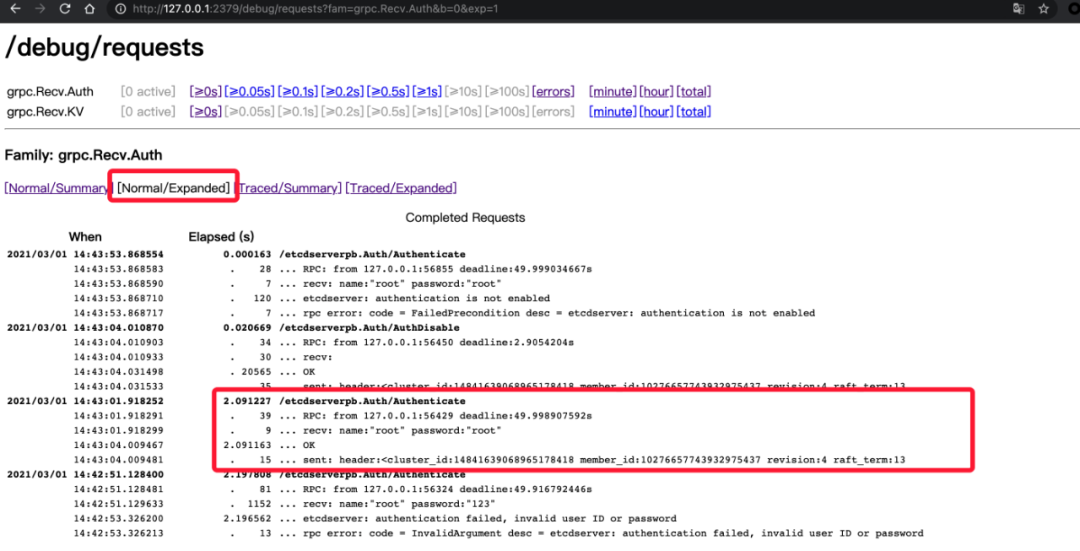 http://127.0.0.1:2379/debug/requests?fam=grpc.Recv.Auth&b=0&exp=1
/debug/requests
grpc.Recv.Auth [0 active] [≥0s] [≥0.05s] [≥0.1s] [≥0.2s] [≥0.5s] [≥1s] [≥10s] [≥100s] [errors] [minute] [hour] [total]
grpc.Recv.KV [0 active] [≥0s] [≥0.05s] [≥0.1s] [≥0.2s] [≥0.5s] [≥1s] [≥10s] [≥100s] [errors] [minute] [hour] [total]
Family: grpc.Recv.Auth
[Normal/Summary] [Normal/Expanded] [Traced/Summary] [Traced/Expanded]
Completed Requests
When Elapsed (s)
2021/03/01 14:43:53.868554 0.000163 /etcdserverpb.Auth/Authenticate
14:43:53.868583 . 28 ... RPC: from 127.0.0.1:56855 deadline:49.999034667s
14:43:53.868590 . 7 ... recv: name:"root" password:"root"
14:43:53.868710 . 120 ... etcdserver: authentication is not enabled
14:43:53.868717 . 7 ... rpc error: code = FailedPrecondition desc = etcdserver: authentication is not enabled
2021/03/01 14:43:04.010870 0.020669 /etcdserverpb.Auth/AuthDisable
14:43:04.010903 . 34 ... RPC: from 127.0.0.1:56450 deadline:2.9054204s
14:43:04.010933 . 30 ... recv:
14:43:04.031498 . 20565 ... OK
14:43:04.031533 . 35 ... sent: header:<cluster_id:14841639068965178418 member_id:10276657743932975437 revision:4 raft_term:13
2021/03/01 14:43:01.918252 2.091227 /etcdserverpb.Auth/Authenticate
14:43:01.918291 . 39 ... RPC: from 127.0.0.1:56429 deadline:49.998907592s
14:43:01.918299 . 9 ... recv: name:"root" password:"root"
14:43:04.009467 2.091163 ... OK
14:43:04.009481 . 15 ... sent: header:<cluster_id:14841639068965178418 member_id:10276657743932975437 revision:4 raft_term:13
2021/03/01 14:42:51.128400 2.197808 /etcdserverpb.Auth/Authenticate
14:42:51.128481 . 81 ... RPC: from 127.0.0.1:56324 deadline:49.916792446s
14:42:51.129633 . 1152 ... recv: name:"root" password:"123"
14:42:53.326200 2.196562 ... etcdserver: authentication failed, invalid user ID or password
14:42:53.326213 . 13 ... rpc error: code = InvalidArgument desc = etcdserver: authentication failed, invalid user ID or password